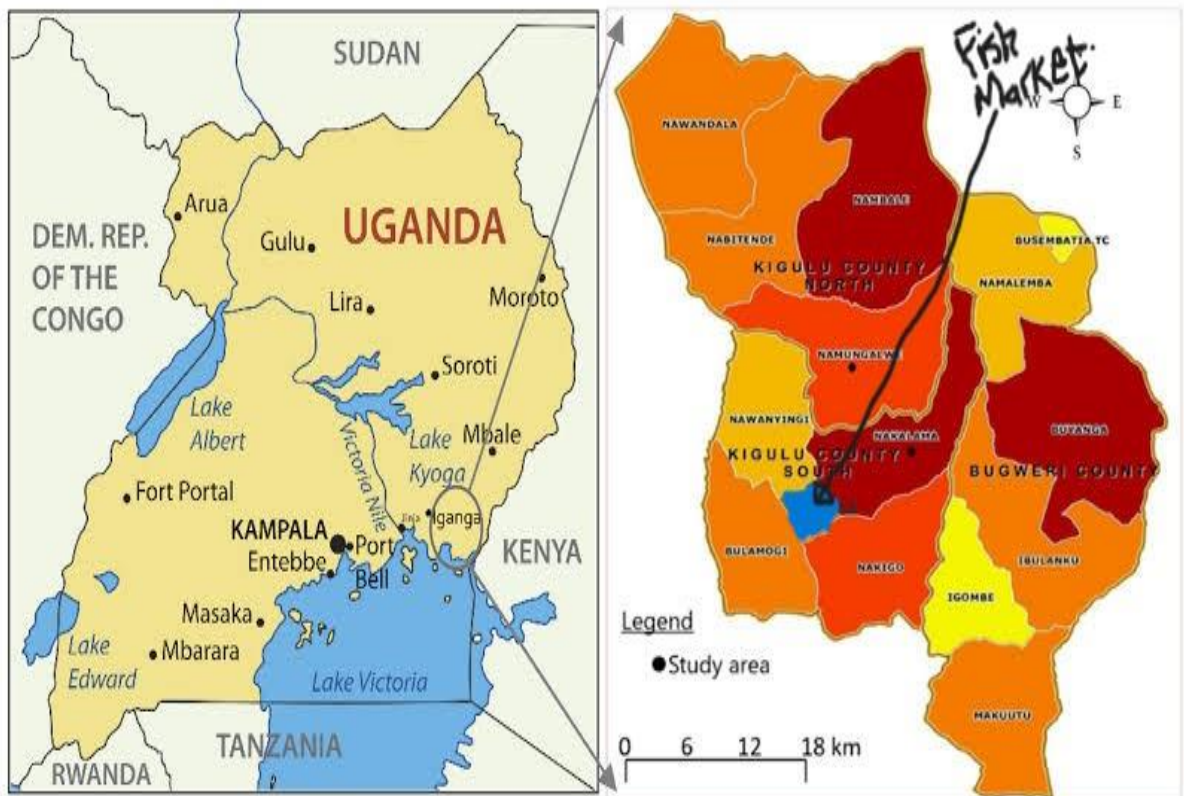 SUDAN
Arua
DEM. REP.
OF THE
CONGO
UGANDA
Gulu
Lira
Moroto
Soroti
Lake
Albert
Victoria Nile
Lake
Kyoga
Mbale
Fort Portal
Jinja
Iganga
KAMPALA
Port
Bell
Entebbe
KENYA
Masaka
Lake
Edward
Mbarara
Lake Victoria
TANZANIA
RWANDA
Fish
Market.
W
E
S
NAWANDALA
NAMBALE
NABITENDE
BUSEMBATIA.TC
KIGULU COUNTY
NORTH
NAMALEMBA
NAMUNGALWE
NAWANYINGI
NAKALAMA
BUYANGA
KIGULU COUNTY
SOUTH
BUGWERI COUNTY
BULAMOGI
NAKIGO
IBULANKU
IGOMBE
Legend
Study area
MAKUUTU
0 6 12 18 km